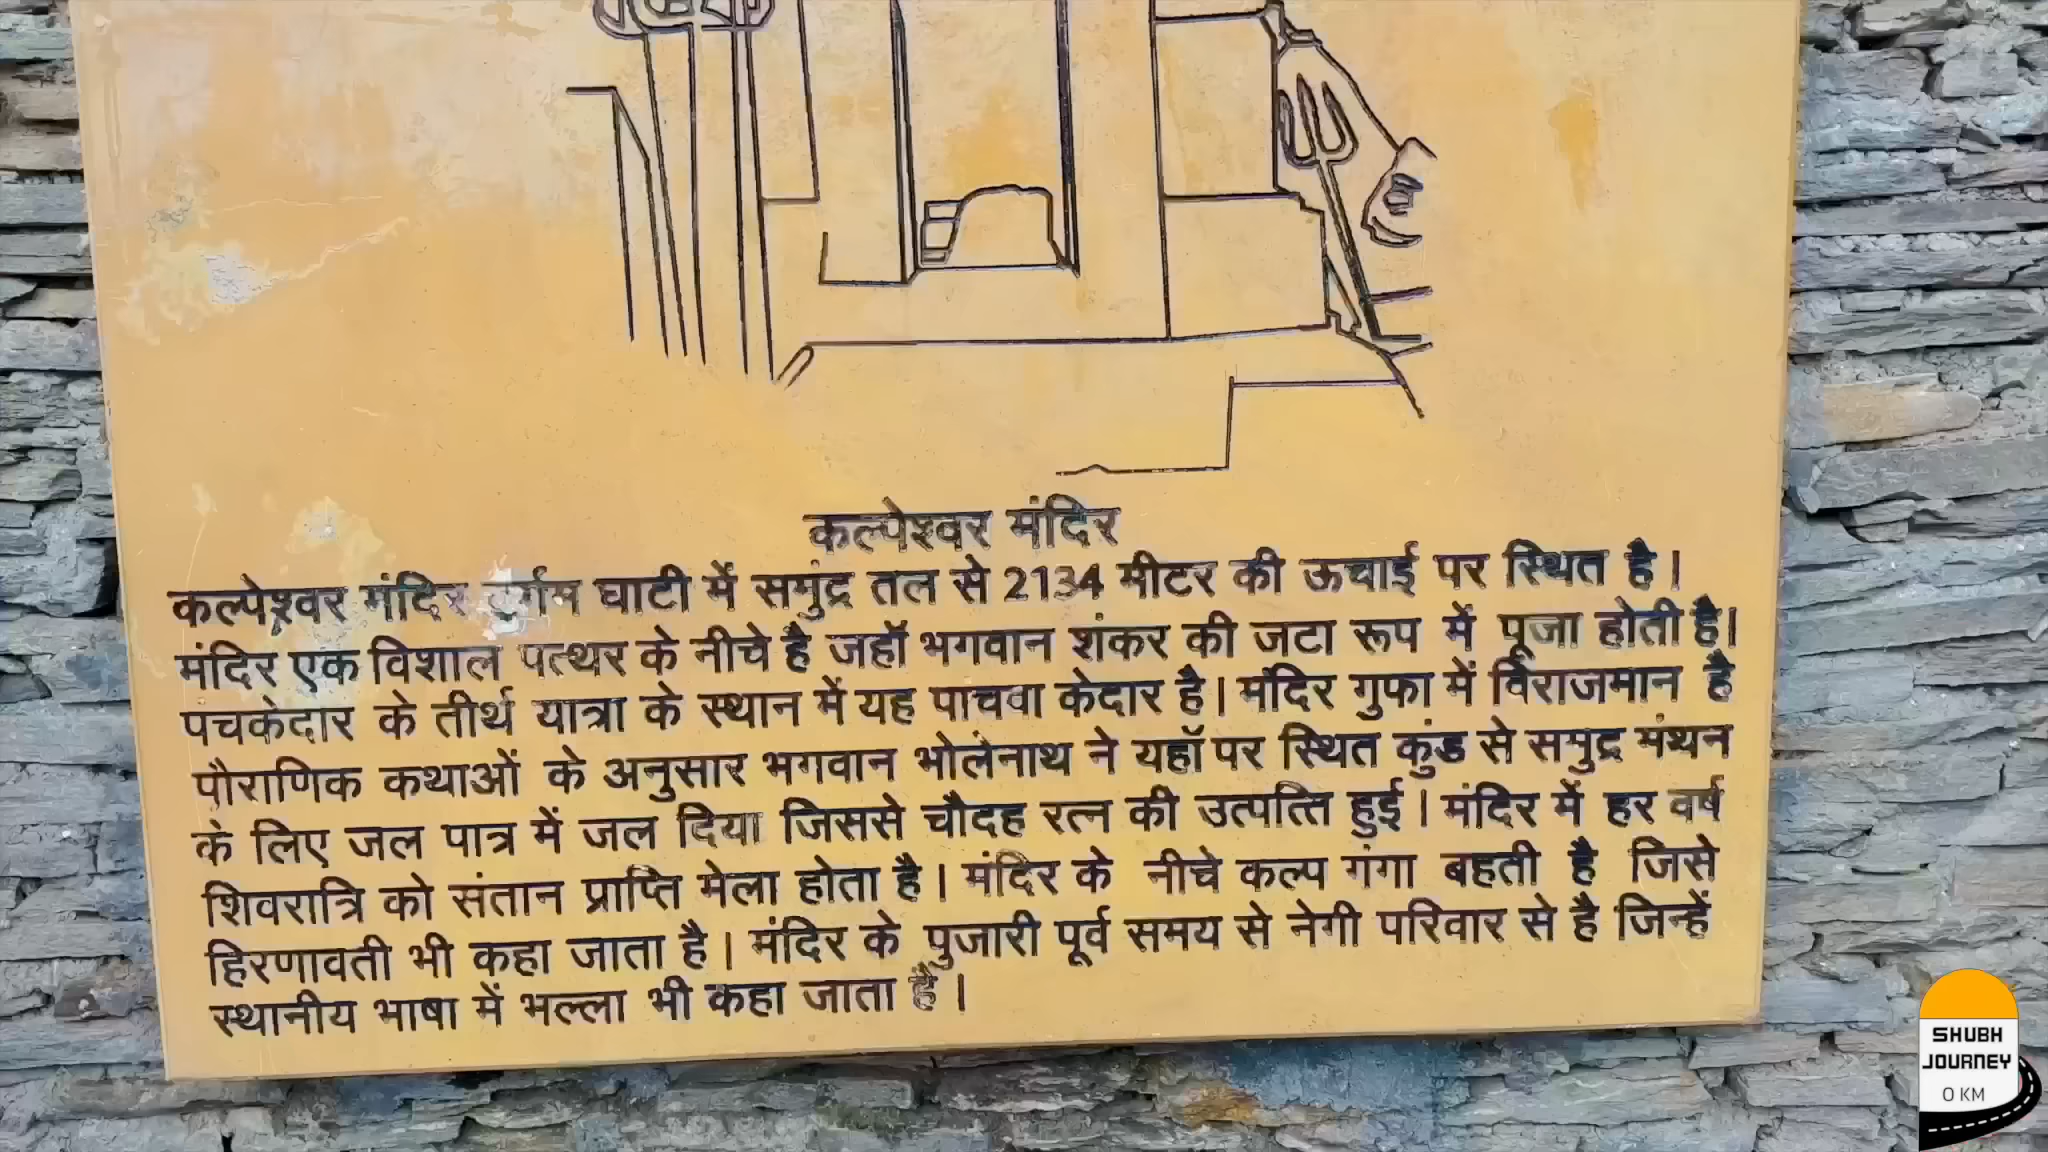 कल्पेश्वर मंदिर
कल्पेश्वर मंदिर घाटी में समुंद्र तल से 2134 मीटर की ऊचाई पर स्थित है।
मंदिर एक विशाल पत्थर के नीचे है जहॉ भगवान शंकर की जटा रूप में पूजा होती है।
पचकेदार के तीर्थ यात्रा के स्थान में यह पाचवा केदार है। मंदिर गुफा में विराजमान है
पौराणिक कथाओं के अनुसार भगवान भोलेनाथ ने यहॉ पर स्थित कुंड से समुद्र मंथन
के लिए जल पात्र में जल दिया जिससे चौदह रत्न की उत्पत्ति हुई। मंदिर में हर वर्ष
शिवरात्रि को संतान प्राप्ति मेला होता है। मंदिर के नीचे कल्प गंगा बहती है जिसे
हिरणावती भी कहा जाता है। मंदिर के पुजारी पूर्व समय से नेगी परिवार से है जिन्हें
स्थानीय भाषा में भल्ला भी कहा जाता है।
SHUBH
JOURNEY
0 KM